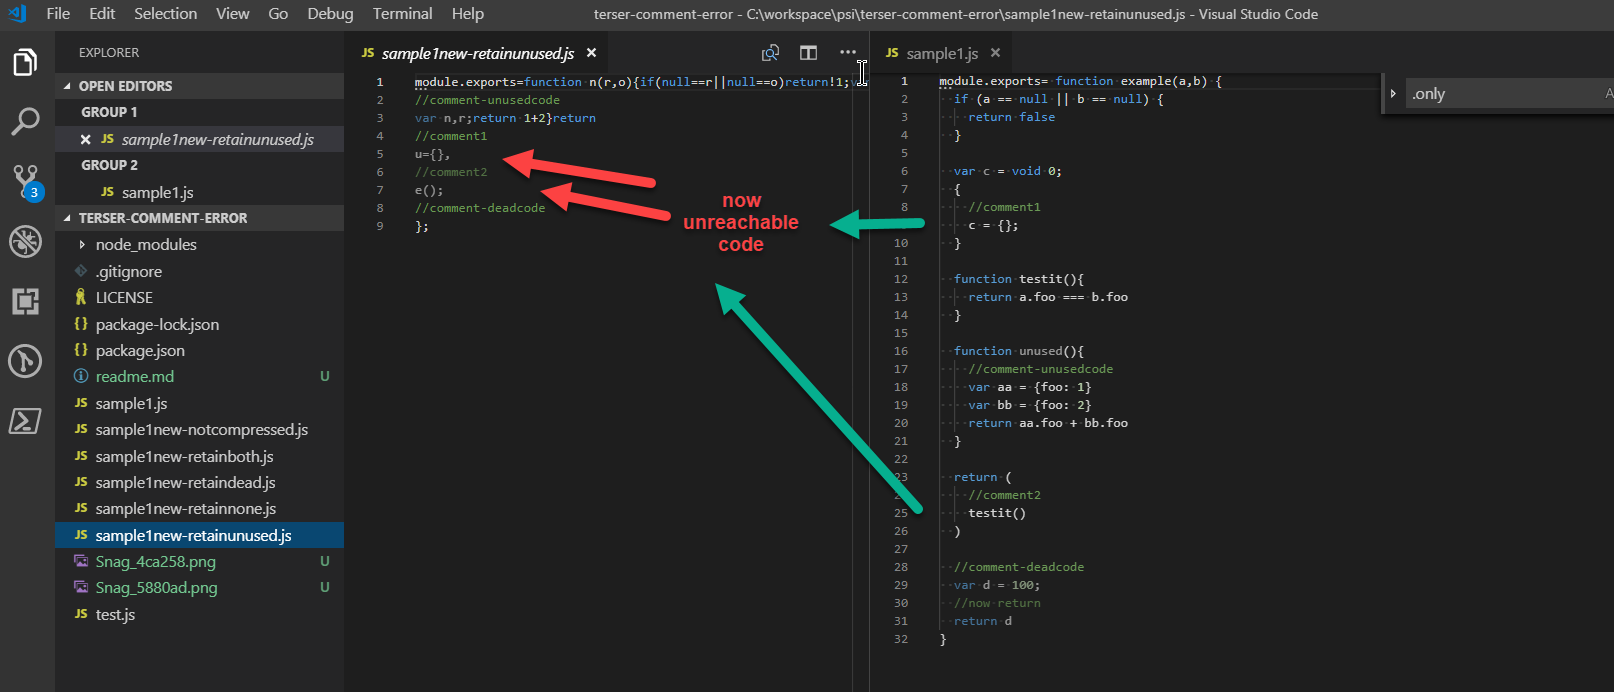 File Edit Selection View Go Debug Terminal Help
terser-comment-error - C:\workspace\psi\terser-comment-error\sample1new-retainunused.js - Visual Studio Code
EXPLORER
OPEN EDITORS
GROUP 1
JS sample1new-retainunused.js
GROUP 2
JS sample1.js
TERSER-COMMENT-ERROR
node_modules
.gitignore
LICENSE
{} package-lock.json
{} package.json
readme.md U
JS sample1.js
JS sample1new-notcompressed.js
JS sample1new-retainboth.js
JS sample1new-retaindead.js
JS sample1new-retainnone.js
JS sample1new-retainunused.js
Snag_4ca258.png U
Snag_5880ad.png U
JS test.js
3
JS sample1new-retainunused.js
1 module.exports=function n(r,o){if(null==r||null==o)return!1;v
2 //comment-unusedcode
3 var n,r;return 1+2}return
4 //comment1
5 u={},
6 //comment2
7 e();
8 //comment-deadcode
9 };
now
unreachable
code
JS sample1.js
.only
1 module.exports= function example(a,b) {
2 if (a == null || b == null) {
3 return false
4 }
5
6 var c = void 0;
7 {
8 //comment1
c = {};
10 }
11
12 function testit(){
13 return a.foo === b.foo
14 }
15
16 function unused(){
17 //comment-unusedcode
18 var aa = {foo: 1}
19 var bb = {foo: 2}
20 return aa.foo + bb.foo
21 }
22
23 return (
//comment2
25 testit()
26 )
27
28 //comment-deadcode
29 var d = 100;
30 //now return
31 return d
32 }